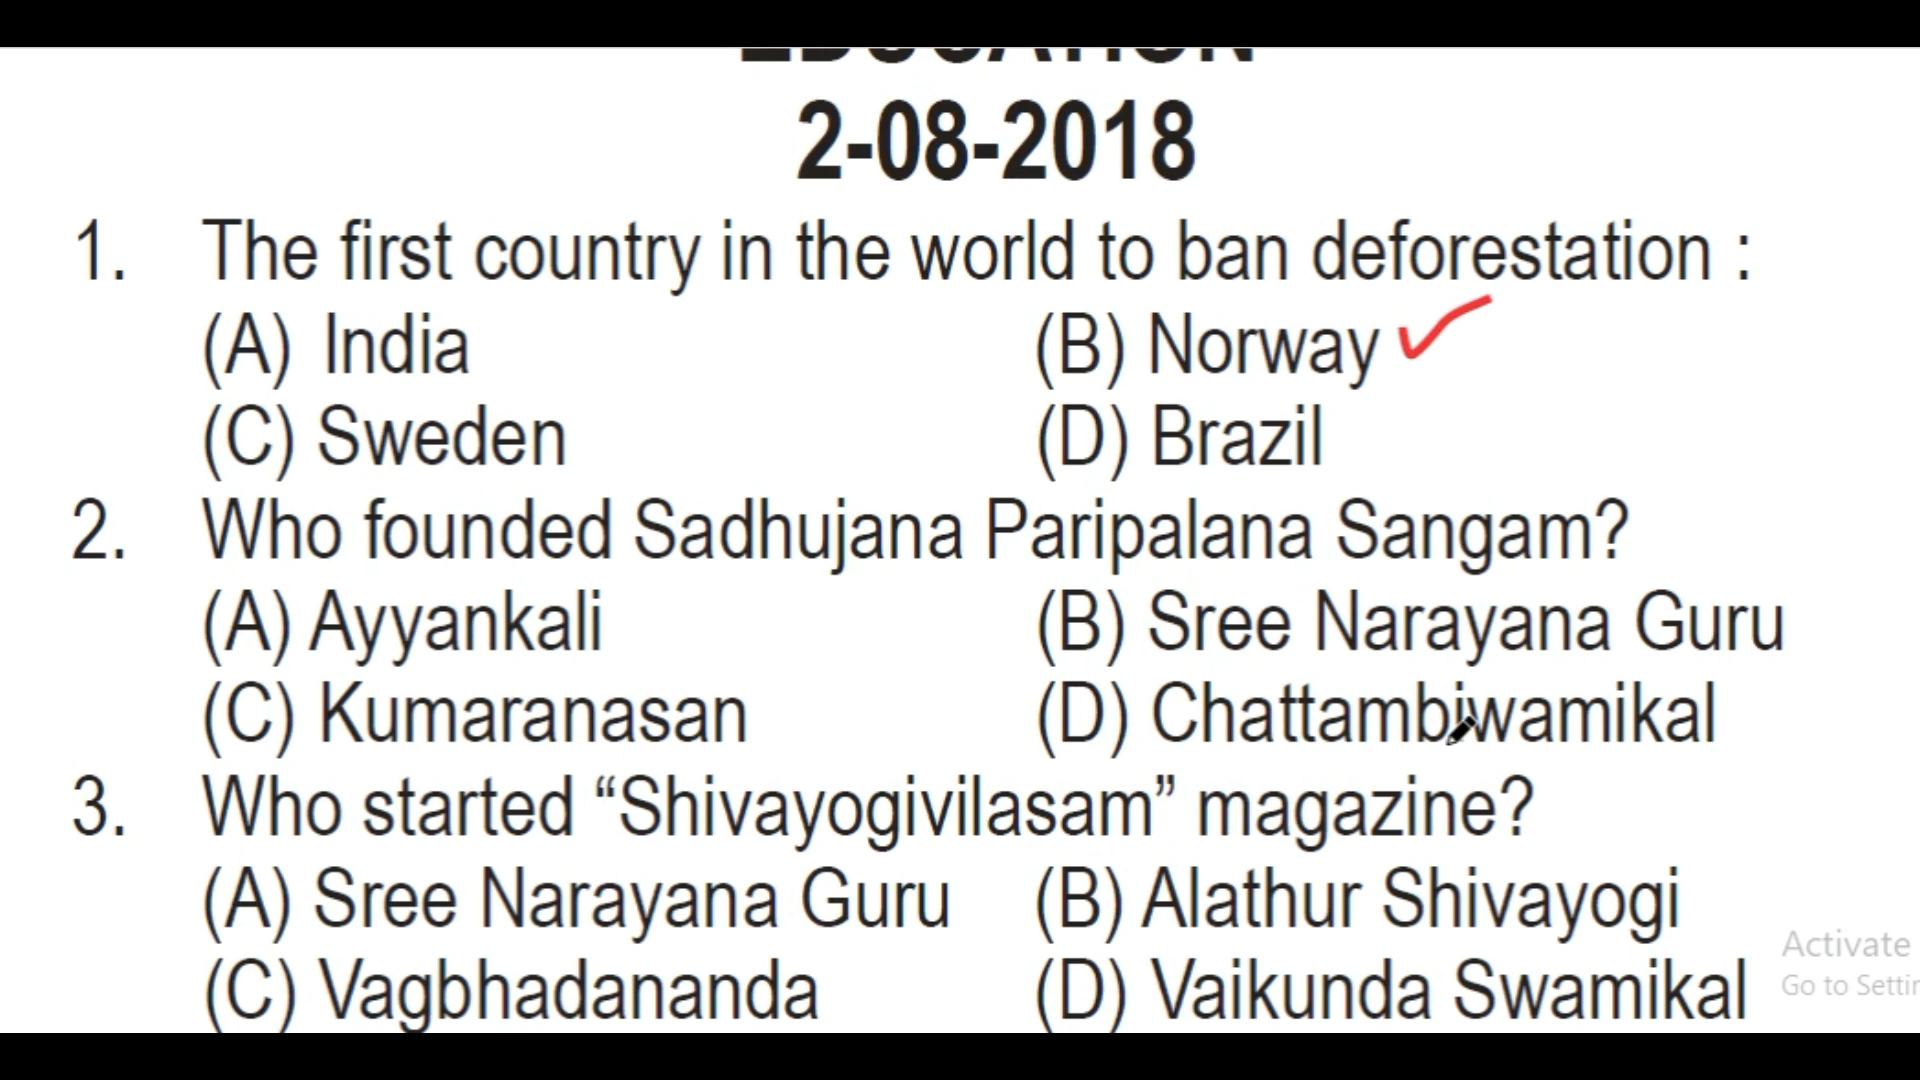 EDUCATION
2-08-2018
1. The first country in the world to ban deforestation :
(A) India (B) Norway
(C) Sweden (D) Brazil
2. Who founded Sadhujana Paripalana Sangam?
(A) Ayyankali (B) Sree Narayana Guru
(C) Kumaranasan (D) Chattambiwamikal
3. Who started “Shivayogivilasam” magazine?
(A) Sree Narayana Guru (B) Alathur Shivayogi
(C) Vagbhadananda (D) Vaikunda Swamikal
Activate
Go to Settin